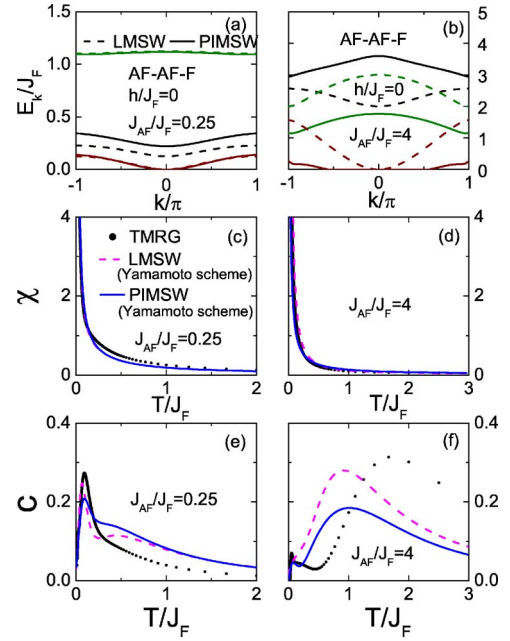 (a)
LMSW PIMSW
AF-AF-F
h/J_F=0
J_AF/J_F=0.25
E_k/J_F
1.5
1.0
0.5
0.0
-1 0 1
k/π
(b)
AF-AF-F
h/J_F=0
J_AF/J_F=4
5
4
3
2
1
0
-1 0 1
k/π
(c)
TMRG
LMSW
(Yamamoto scheme)
PIMSW
(Yamamoto scheme)
J_AF/J_F=0.25
χ
4
2
0
0 1 2
T/J_F
(d)
J_AF/J_F=4
4
2
0
0 1 2 3
T/J_F
(e)
J_AF/J_F=0.25
C
0.4
0.2
0.0
0 1 2
T/J_F
(f)
J_AF/J_F=4
0.4
0.2
0.0
0 1 2 3
T/J_F